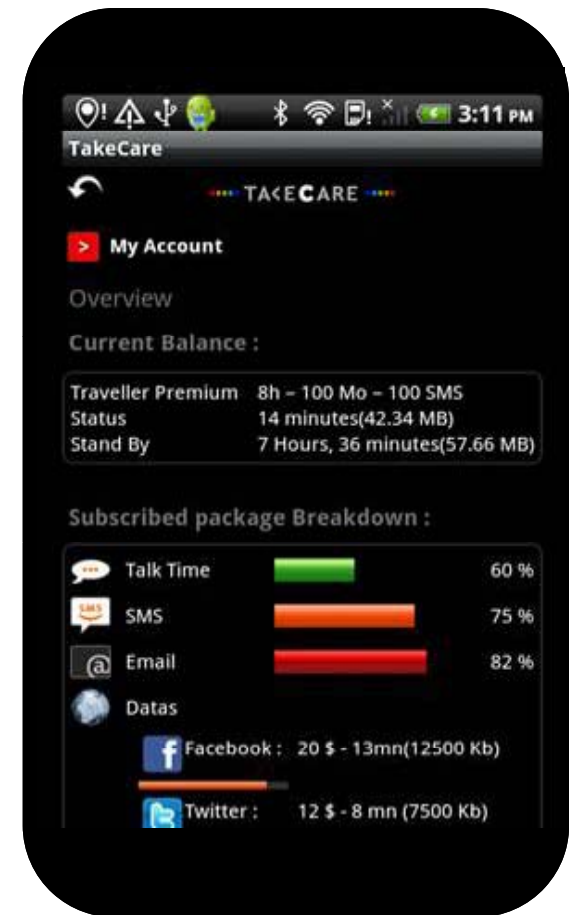 3:11 PM
TakeCare
TAKECARE
> My Account
Overview
Current Balance :
Traveller Premium 8h – 100 Mo – 100 SMS
Status 14 minutes(42.34 MB)
Stand By 7 Hours, 36 minutes(57.66 MB)
Subscribed package Breakdown :
Talk Time 60 %
SMS SMS 75 %
@ Email 82 %
Datas
f Facebook : 20 $ - 13mn(12500 Kb)
Twitter : 12 $ - 8 mn (7500 Kb)